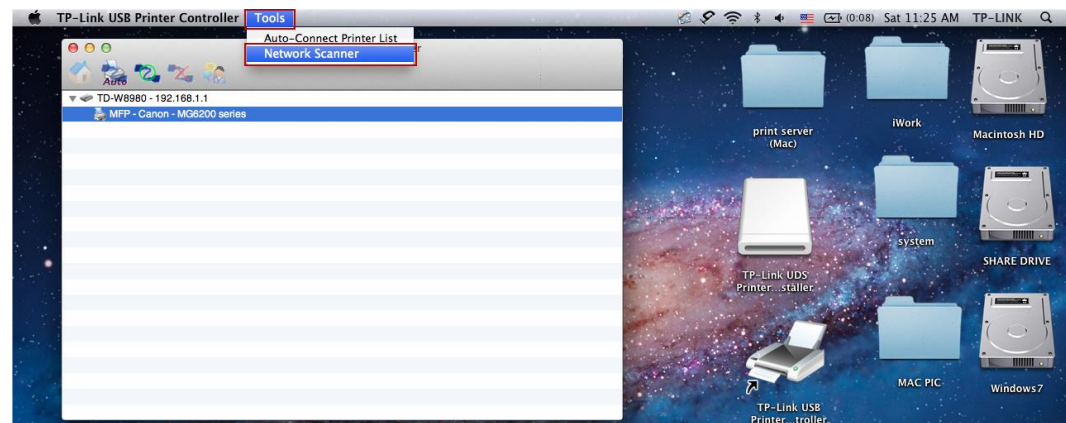 TP-Link USB Printer Controller Tools (0:08) Sat 11:25 AM TP-LINK
Auto-Connect Printer List
Network Scanner
Auto
TD-W8980 - 192.168.1.1
MFP - Canon - MG6200 series
print server
(Mac)
iWork
Macintosh HD
system
SHARE DRIVE
TP-Link UDS
Printer...staller
MAC PIC
Windows7
TP-Link USB
Printer...troller